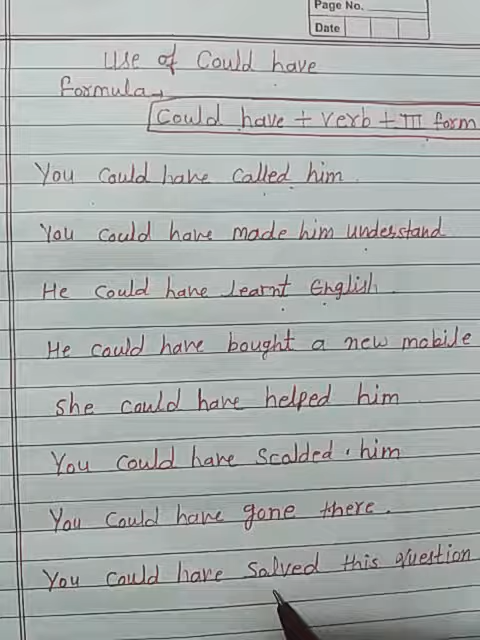 Page No.
Date
Use of Could have
formula→
Could have + verb + III form
You could have called him.
You could have made him understand
He could have learnt English.
He could have bought a new mobile
She could have helped him
You could have scolded him
You could have gone there.
You could have solved this question